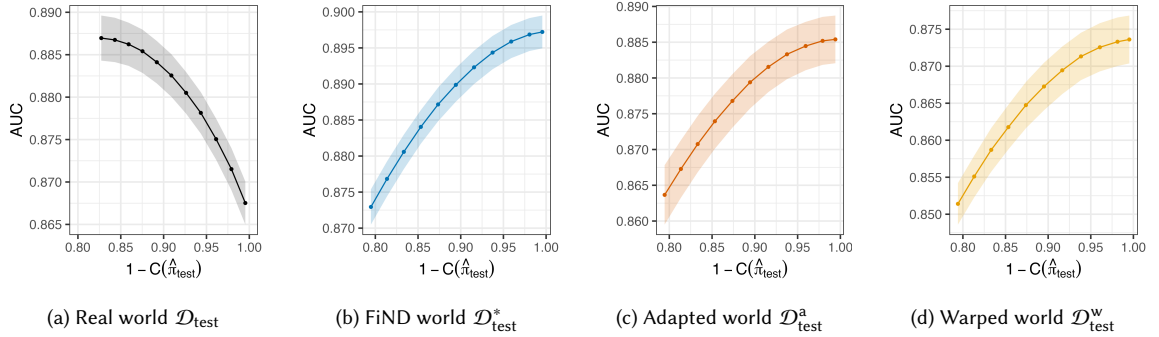 0.890
0.885
0.880
0.875
0.870
0.865
AUC
0.80 0.85 0.90 0.95 1.00
1 − C(π̂test)
(a) Real world 𝒟test
0.900
0.895
0.890
0.885
0.880
0.875
0.870
AUC
0.80 0.85 0.90 0.95 1.00
1 − C(π̂test)
(b) FiND world 𝒟*test
0.890
0.885
0.880
0.875
0.870
0.865
0.860
AUC
0.80 0.85 0.90 0.95 1.00
1 − C(π̂test)
(c) Adapted world 𝒟ᵃtest
0.875
0.870
0.865
0.860
0.855
0.850
AUC
0.80 0.85 0.90 0.95 1.00
1 − C(π̂test)
(d) Warped world 𝒟ʷtest